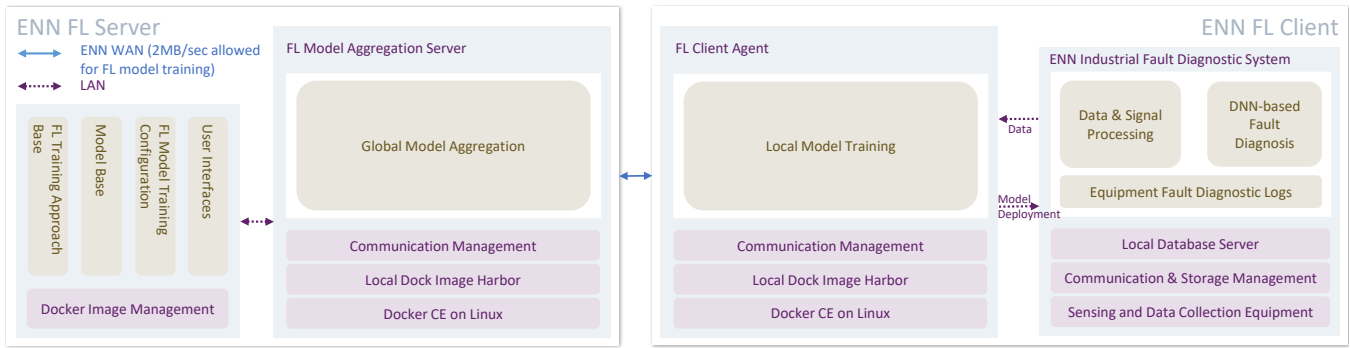 ENN FL Server
ENN WAN (2MB/sec allowed
for FL model training)
LAN
FL Training Approach
Base
Model Base
FL Model Training
Configuration
User Interfaces
Docker Image Management
FL Model Aggregation Server
Global Model Aggregation
Communication Management
Local Dock Image Harbor
Docker CE on Linux
ENN FL Client
FL Client Agent
Local Model Training
Communication Management
Local Dock Image Harbor
Docker CE on Linux
Data
Model
Deployment
ENN Industrial Fault Diagnostic System
Data & Signal
Processing
DNN-based
Fault
Diagnosis
Equipment Fault Diagnostic Logs
Local Database Server
Communication & Storage Management
Sensing and Data Collection Equipment